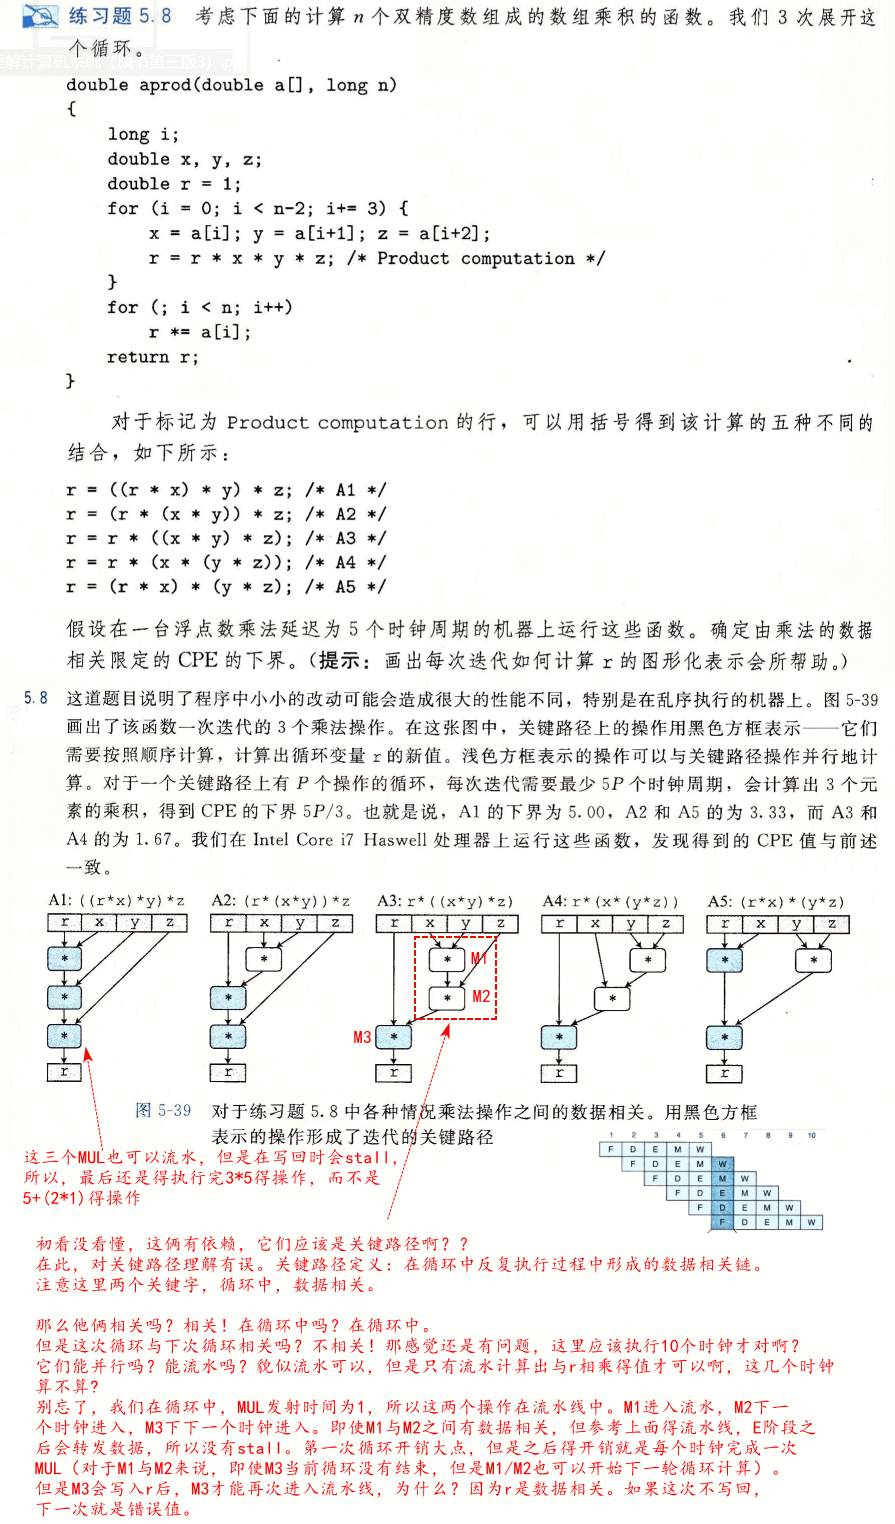 练习题 5.8 考虑下面的计算 n 个双精度数组成的数组乘积的函数。我们 3 次展开这
个循环。
double aprod(double a[], long n)
{
long i;
double x, y, z;
double r = 1;
for (i = 0; i < n-2; i+= 3) {
x = a[i]; y = a[i+1]; z = a[i+2];
r = r * x * y * z; /* Product computation */
}
for (; i < n; i++)
r *= a[i];
return r;
}
对于标记为 Product computation 的行，可以用括号得到该计算的五种不同的
结合，如下所示：
r = ((r * x) * y) * z; /* A1 */
r = (r * (x * y)) * z; /* A2 */
r = r * ((x * y) * z); /* A3 */
r = r * (x * (y * z)); /* A4 */
r = (r * x) * (y * z); /* A5 */
假设在一台浮点数乘法延迟为 5 个时钟周期的机器上运行这些函数。确定由乘法的数据
相关限定的 CPE 的下界。(提示：画出每次迭代如何计算 r 的图形化表示会所帮助。)
5.8 这道题目说明了程序中小小的改动可能会造成很大的性能不同，特别是在乱序执行的机器上。图 5-39
画出了该函数一次迭代的 3 个乘法操作。在这张图中，关键路径上的操作用黑色方框表示——它们
需要按照顺序计算，计算出循环变量 r 的新值。浅色方框表示的操作可以与关键路径操作并行地计
算。对于一个关键路径上有 P 个操作的循环，每次迭代需要最少 5P 个时钟周期，会计算出 3 个元
素的乘积，得到 CPE 的下界 5P/3。也就是说，A1 的下界为 5.00，A2 和 A5 的为 3.33，而 A3 和
A4 的为 1.67。我们在 Intel Core i7 Haswell 处理器上运行这些函数，发现得到的 CPE 值与前述
一致。
A1: ((r*x)*y)*z A2: (r*(x*y))*z A3: r*((x*y)*z) A4: r*(x*(y*z)) A5: (r*x)*(y*z)
r x y z r x y z r x y z r x y z r x y z
* * * M1 * * *
* * * M2 *
* * M3 * * *
r r r r r
图 5-39 对于练习题 5.8 中各种情况乘法操作之间的数据相关。用黑色方框
表示的操作形成了迭代的关键路径
1 2 3 4 5 6 7 8 9 10
F D E M W
F D E M W
F D E M W
F D E M W
F D E M W
F D E M W
这三个MUL也可以流水，但是在写回时会stall，
所以，最后还是得执行完3*5得操作，而不是
5+(2*1)得操作
初看没看懂，这俩有依赖，它们应该是关键路径啊？？
在此，对关键路径理解有误。关键路径定义：在循环中反复执行过程中形成的数据相关链。
注意这里两个关键字，循环中，数据相关。
那么他俩相关吗？相关！在循环中吗？在循环中。
但是这次循环与下次循环相关吗？不相关！那感觉还是有问题，这里应该执行10个时钟才对啊？
它们能并行吗？能流水吗？貌似流水可以，但是只有流水计算出与r相乘得值才可以啊，这几个时钟
算不算？
别忘了，我们在循环中，MUL发射时间为1，所以这两个操作在流水线中。M1进入流水，M2下一
个时钟进入，M3下下一个时钟进入。即使M1与M2之间有数据相关，但参考上面得流水线，E阶段之
后会转发数据，所以没有stall。第一次循环开销大点，但是之后得开销就是每个时钟完成一次
MUL（对于M1与M2来说，即使M3当前循环没有结束，但是M1/M2也可以开始下一轮循环计算）。
但是M3会写入r后，M3才能再次进入流水线，为什么？因为r是数据相关。如果这次不写回，
下一次就是错误值。